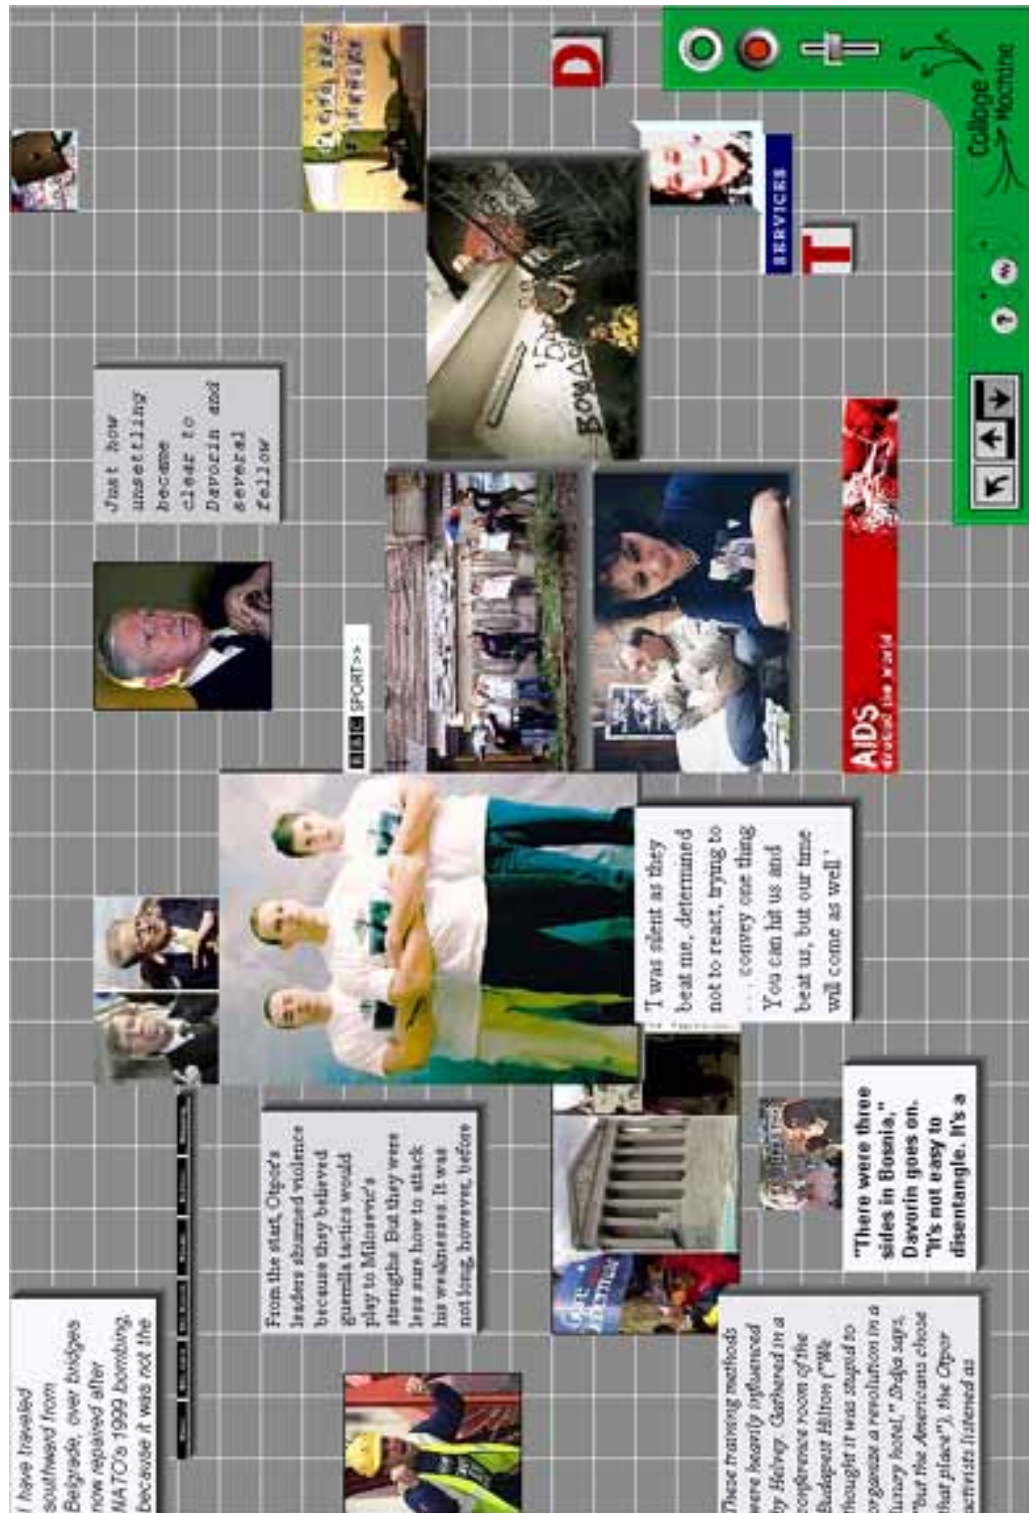 I have traveled
southward from
Belgrade, over bridges
now repaired after
NATO's 1999 bombing,
because it was not the
Just how
unsettling
became
clear to
Davorin and
several
fellow
From the start, Otpor's
leaders shunned violence
because they believed
guerrilla tactics would
play to Milosevic's
strengths. But they were
less sure how to attack
his weaknesses. It was
not long, however, before
BBC SPORT>>
D
'I was silent as they
beat me, determined
not to react, trying to
. . . convey one thing
You can hit us and
beat us, but our time
will come as well.'
SERVICES
T
These training methods
were heavily influenced
by Helvey. Gathered in a
conference room of the
Budapest Hilton ("We
thought it was stupid to
organize a revolution in a
luxury hotel," Srdja says,
"but the Americans chose
that place"), the Otpor
activists listened as
"There were three
sides in Bosnia,"
Davorin goes on.
"It's not easy to
disentangle. It's a
AIDS
around the world
Collage
Machine
?